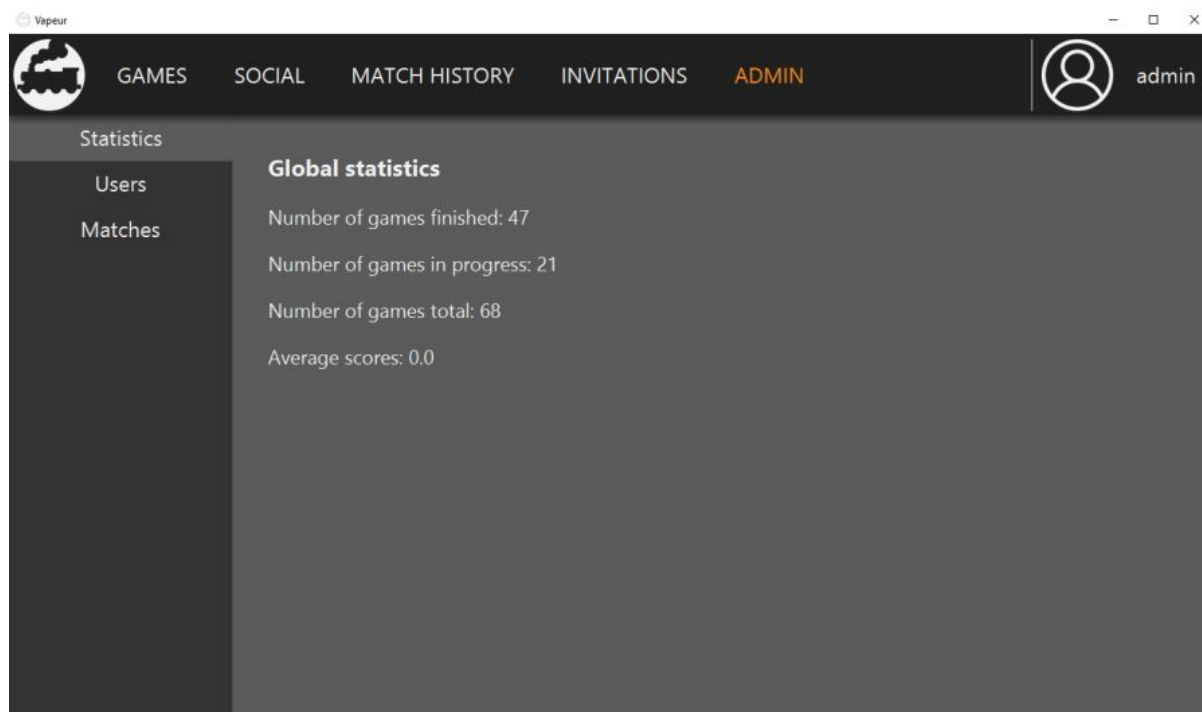 Vapeur
GAMES SOCIAL MATCH HISTORY INVITATIONS ADMIN admin
Statistics
Users
Matches
Global statistics
Number of games finished: 47
Number of games in progress: 21
Number of games total: 68
Average scores: 0.0